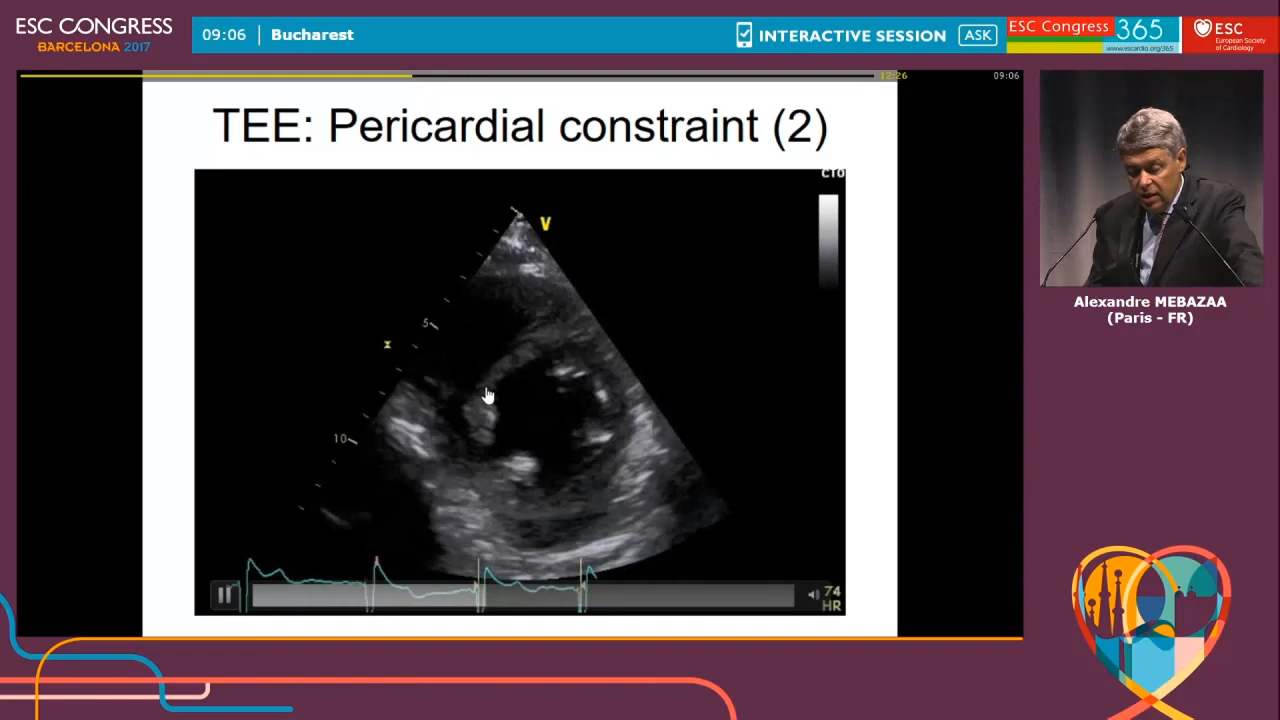 ESC CONGRESS
BARCELONA 2017
09:06
Bucharest
INTERACTIVE SESSION
ASK
ESC Congress
365
www.escardio.org/365
ESC
European Society
of Cardiology
12:26
09:06
TEE: Pericardial constraint (2)
CTO
V
5
10
74
HR
Alexandre MEBAZAA
(Paris - FR)